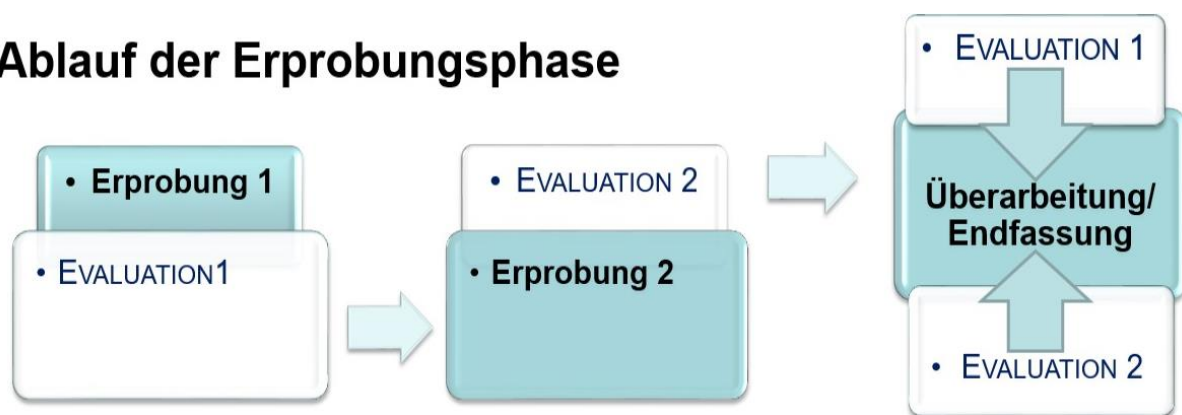 Ablauf der Erprobungsphase
• Erprobung 1
• EVALUATION1
• EVALUATION 2
• Erprobung 2
• EVALUATION 1
Überarbeitung/
Endfassung
• EVALUATION 2